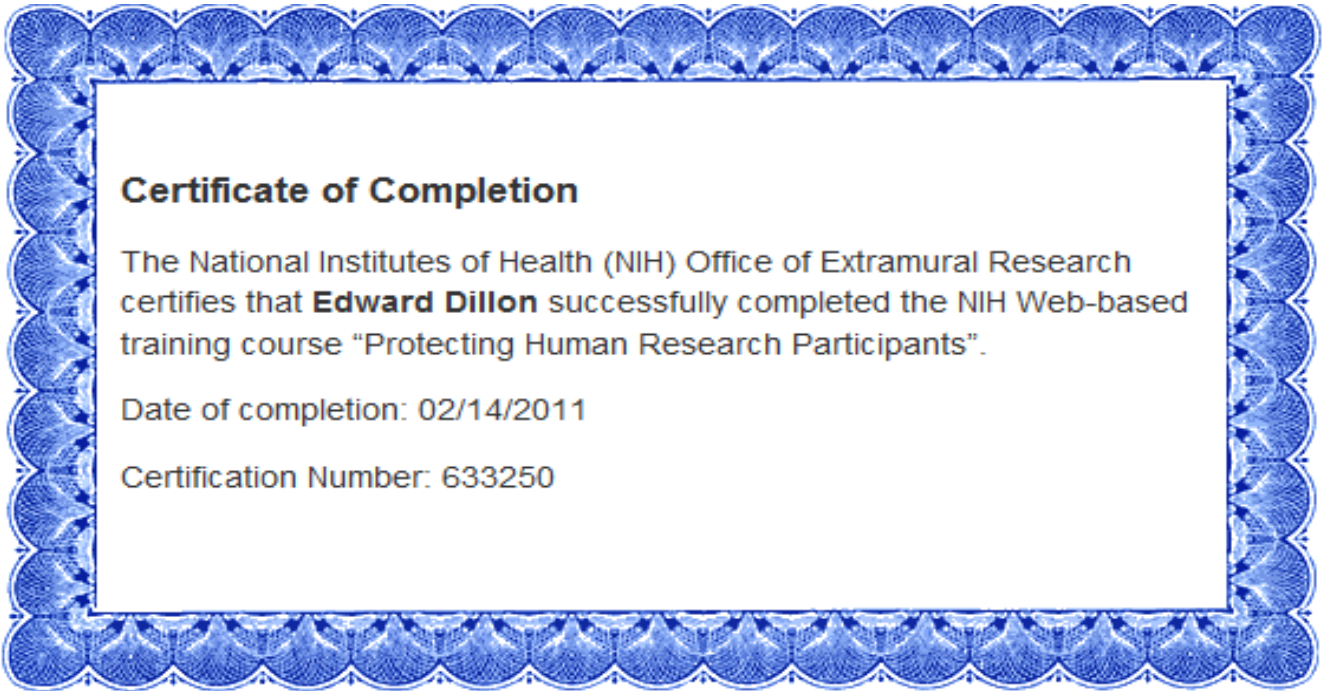 Certificate of Completion
The National Institutes of Health (NIH) Office of Extramural Research
certifies that Edward Dillon successfully completed the NIH Web-based
training course “Protecting Human Research Participants”.
Date of completion: 02/14/2011
Certification Number: 633250